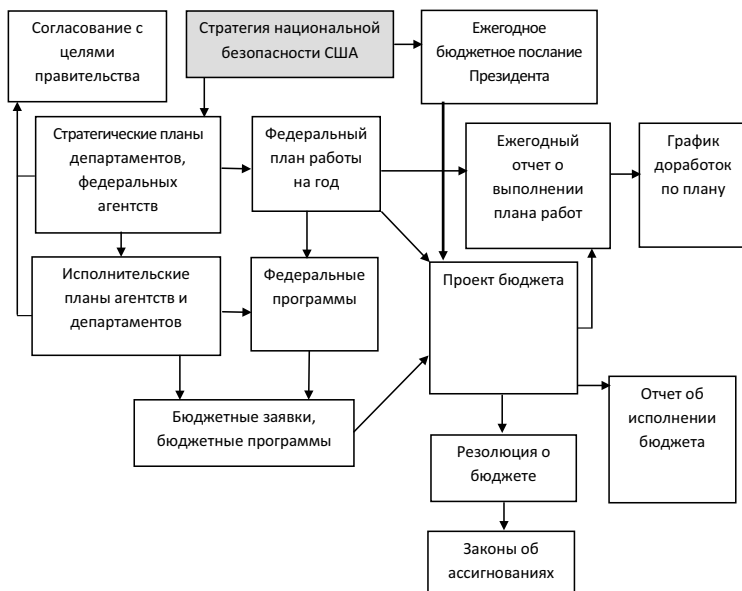 Согласование с
целями
правительства
Стратегия национальной
безопасности США
Ежегодное
бюджетное послание
Президента
Стратегические планы
департаментов,
федеральных
агентств
Федеральный
план работы
на год
Ежегодный
отчет о
выполнении
плана работ
График
доработок
по плану
Исполнительские
планы агентств и
департаментов
Федеральные
программы
Проект бюджета
Бюджетные заявки,
бюджетные программы
Отчет об
исполнении
бюджета
Резолюция о
бюджете
Законы об
ассигнованиях